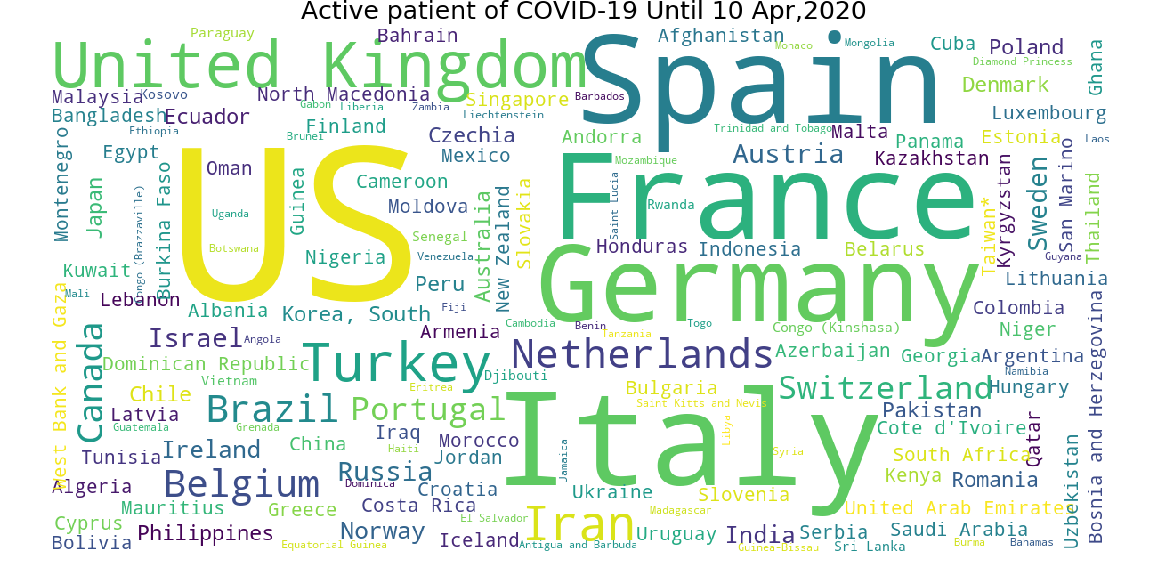 Active patient of COVID-19 Until 10 Apr,2020
Paraguay
Bahrain
Afghanistan
Monaco
Mongolia
Cuba
Poland
Ghana
United Kingdom
Spain
Diamond Princess
Denmark
Malaysia
Kosovo
North Macedonia
Singapore
Barbados
Gabon
Liberia
Zambia
Liechtenstein
Luxembourg
Bangladesh
Ecuador
Finland
Ethiopia
Brunei
Czechia
Andorra
Trinidad and Tobago
Malta
Panama
Estonia
Laos
Montenegro
Egypt
Mexico
Austria
Kazakhstan
Mozambique
US
France
Oman
Japan
Congo (Brazzaville)
Burkina Faso
Guinea
Cameroon
Moldova
Australia
New Zealand
Slovakia
Saint Lucia
Rwanda
Taiwan*
Kyrgyzstan
Sweden
San Marino
Thailand
Uganda
Botswana
Senegal
Nigeria
Venezuela
Honduras
Indonesia
Belarus
Guyana
Germany
Kuwait
Peru
Lithuania
Mali
Lebanon
Albania
Korea, South
Fiji
Colombia
West Bank and Gaza
Canada
Israel
Angola
Armenia
Cambodia
Benin
Tanzania
Togo
Congo (Kinshasa)
Niger
Bosnia and Herzegovina
Turkey
Netherlands
Azerbaijan
Georgia
Argentina
Dominican Republic
Vietnam
Djibouti
Namibia
Eritrea
Bulgaria
Switzerland
Hungary
Chile
Brazil
Portugal
Italy
Saint Kitts and Nevis
Pakistan
Latvia
Guatemala
Grenada
Iraq
Libya
Cote d'Ivoire
Qatar
China
Haiti
Morocco
Jamaica
Syria
Tunisia
Ireland
Russia
Jordan
South Africa
Uzbekistan
Algeria
Belgium
Dominica
Croatia
Ukraine
Slovenia
Kenya
Romania
Mauritius
Greece
Costa Rica
Madagascar
United Arab Emirates
Cyprus
El Salvador
Iran
Philippines
Norway
Uruguay
India
Serbia
Saudi Arabia
Bolivia
Equatorial Guinea
Iceland
Antigua and Barbuda
Guinea-Bissau
Sri Lanka
Burma
Bahamas